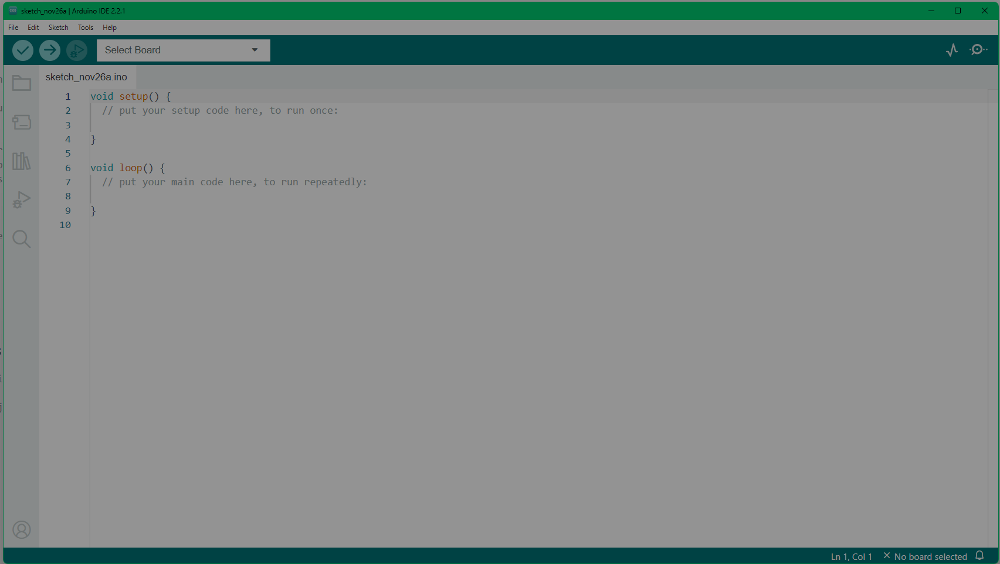 sketch_nov26a | Arduino IDE 2.2.1
File Edit Sketch Tools Help
Select Board
sketch_nov26a.ino
1 void setup() {
2 // put your setup code here, to run once:
3
4 }
5
6 void loop() {
7 // put your main code here, to run repeatedly:
8
9 }
10
Ln 1, Col 1 No board selected